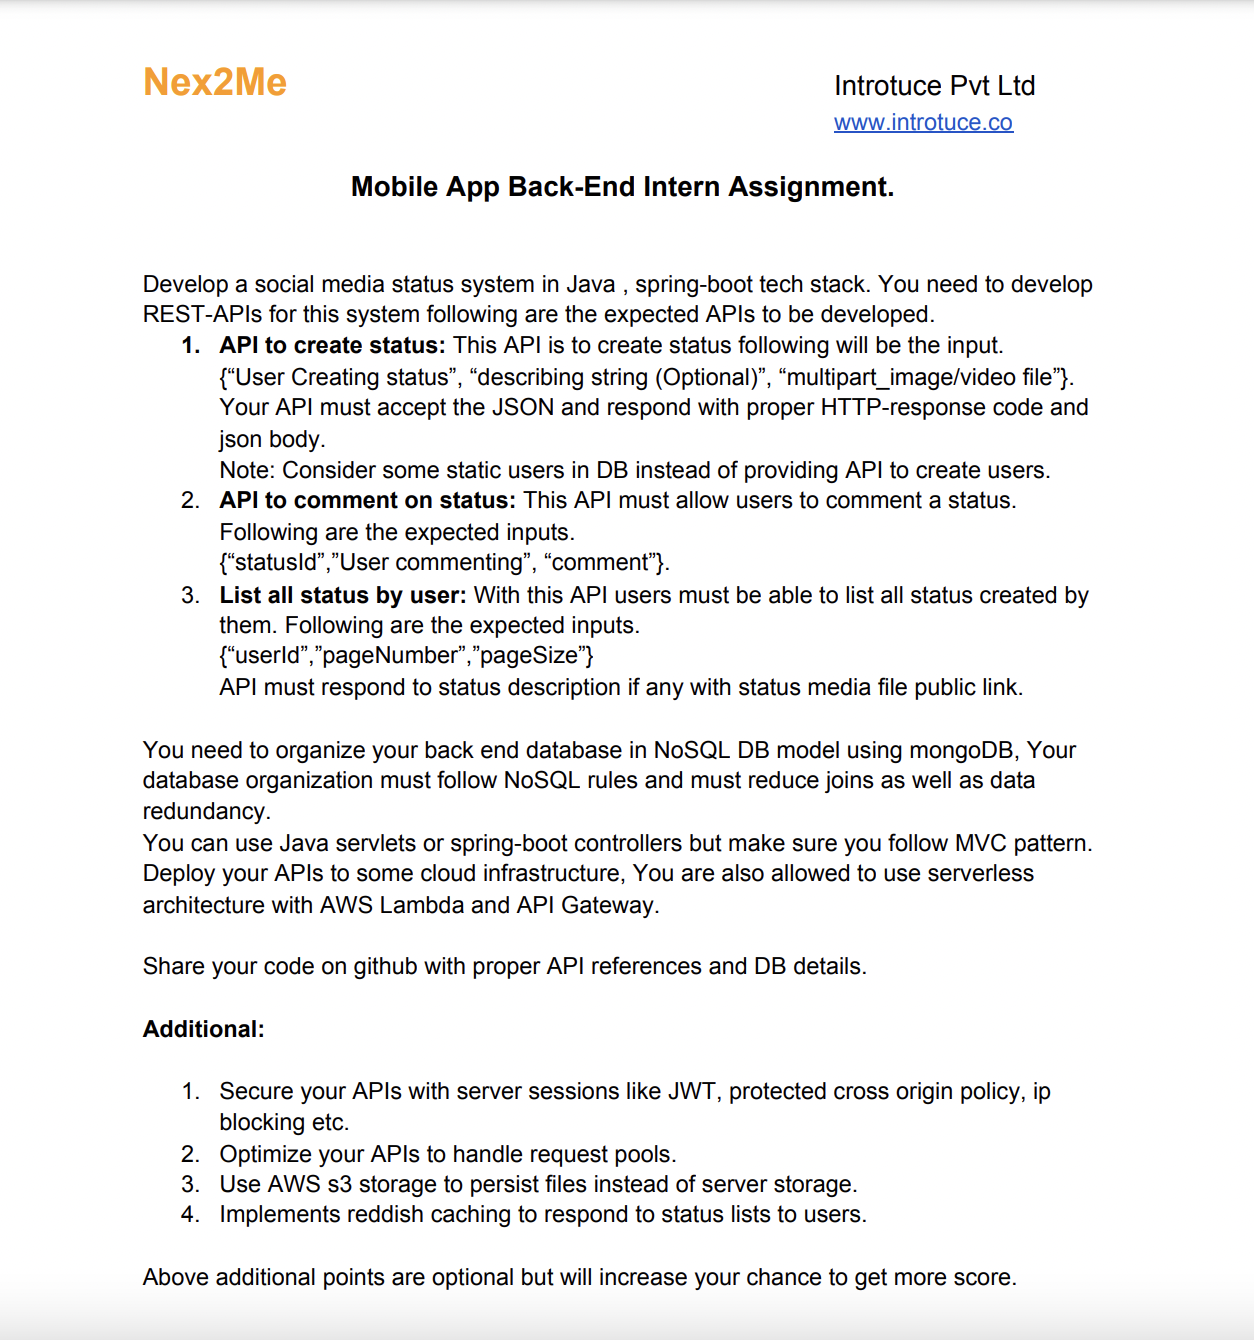 Nex2Me
Introtuce Pvt Ltd
www.introtuce.co
Mobile App Back-End Intern Assignment.
Develop a social media status system in Java , spring-boot tech stack. You need to develop
REST-APIs for this system following are the expected APIs to be developed.
1. API to create status: This API is to create status following will be the input.
{“User Creating status”, “describing string (Optional)”, “multipart_image/video file”}.
Your API must accept the JSON and respond with proper HTTP-response code and
json body.
Note: Consider some static users in DB instead of providing API to create users.
2. API to comment on status: This API must allow users to comment a status.
Following are the expected inputs.
{“statusId”,”User commenting”, “comment”}.
3. List all status by user: With this API users must be able to list all status created by
them. Following are the expected inputs.
{“userId”,”pageNumber”,”pageSize”}
API must respond to status description if any with status media file public link.
You need to organize your back end database in NoSQL DB model using mongoDB, Your
database organization must follow NoSQL rules and must reduce joins as well as data
redundancy.
You can use Java servlets or spring-boot controllers but make sure you follow MVC pattern.
Deploy your APIs to some cloud infrastructure, You are also allowed to use serverless
architecture with AWS Lambda and API Gateway.
Share your code on github with proper API references and DB details.
Additional:
1. Secure your APIs with server sessions like JWT, protected cross origin policy, ip
blocking etc.
2. Optimize your APIs to handle request pools.
3. Use AWS s3 storage to persist files instead of server storage.
4. Implements reddish caching to respond to status lists to users.
Above additional points are optional but will increase your chance to get more score.